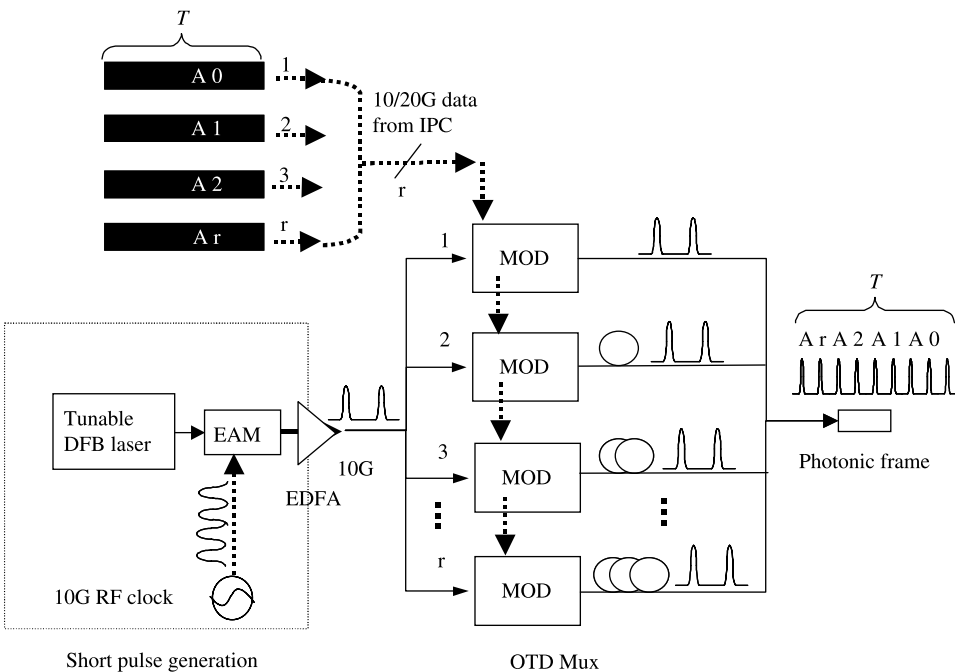 T
A 0
1
A 1
2
A 2
3
A r
r
10/20G data
from IPC
r
1
MOD
2
MOD
3
MOD
r
MOD
T
A r A 2 A 1 A 0
Photonic frame
Tunable
DFB laser
EAM
EDFA
10G
10G RF clock
Short pulse generation
OTD Mux